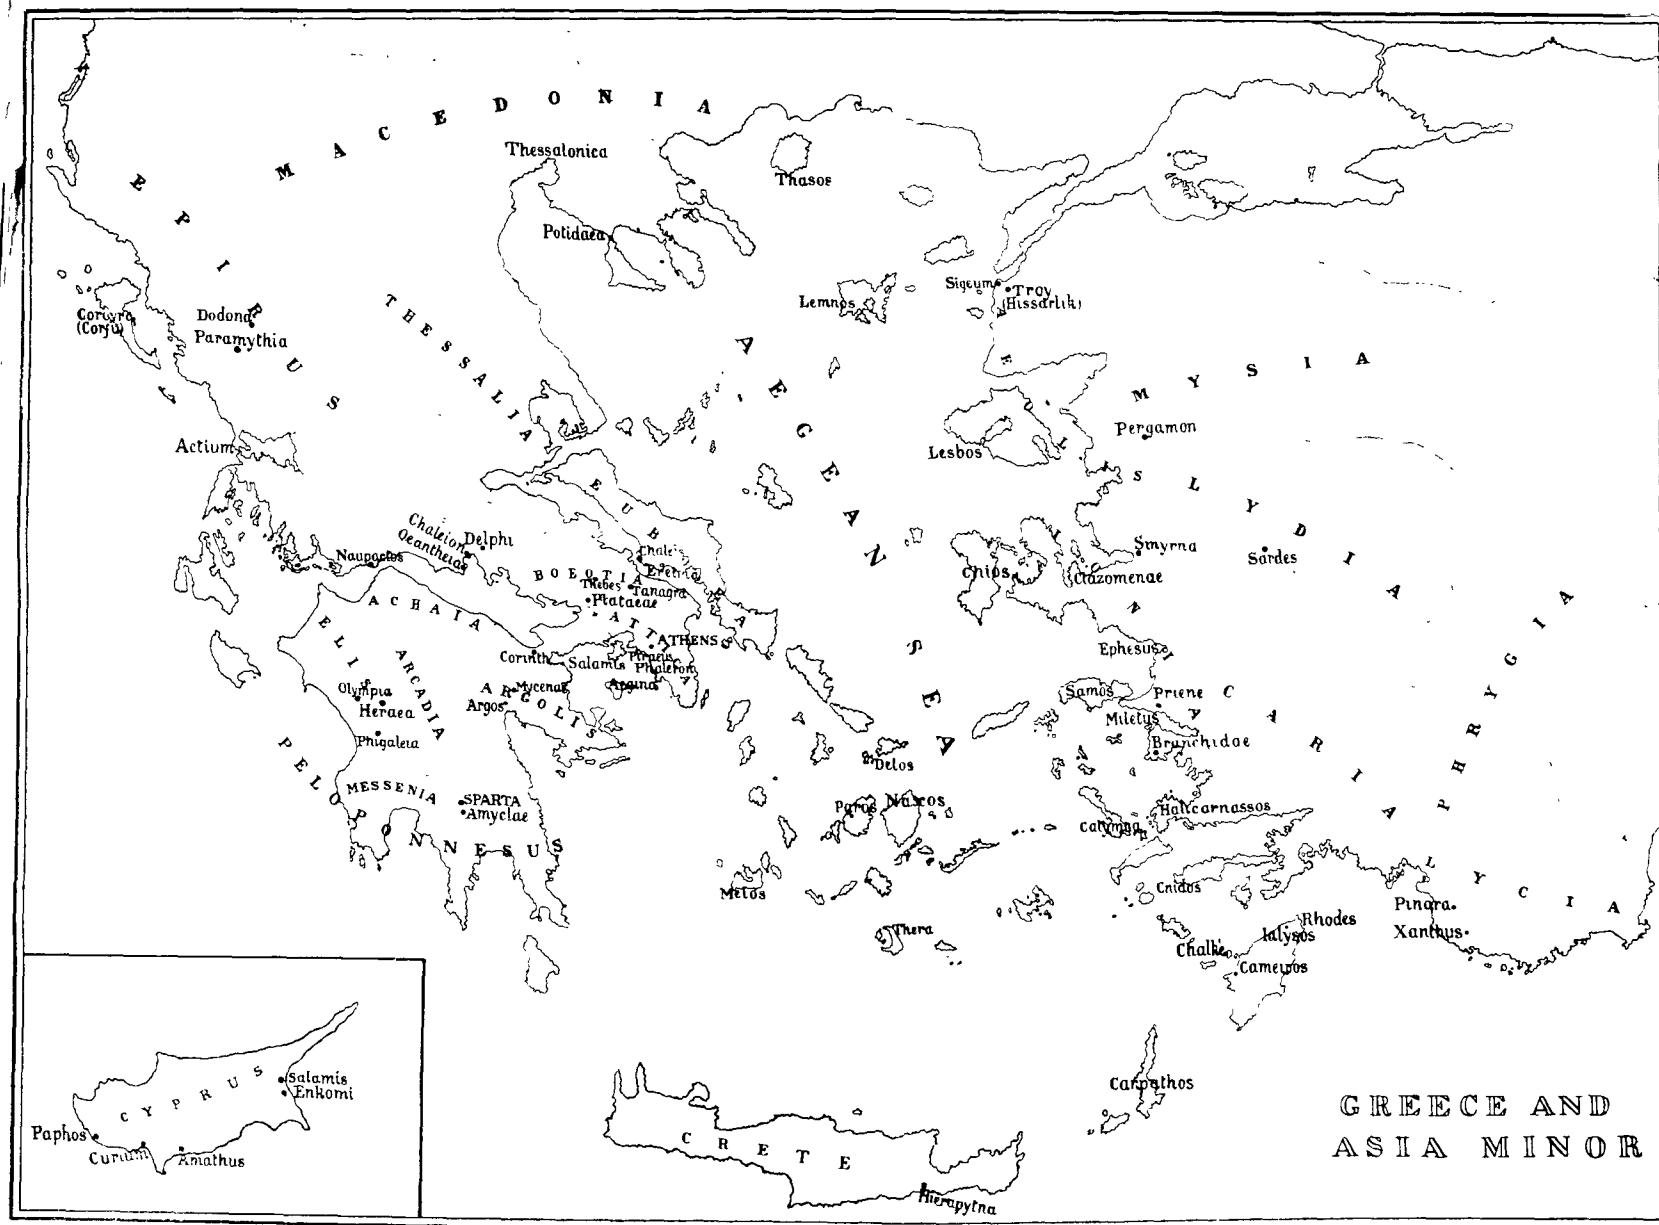 MACEDONIA
EPIRUS
Thessalonica
Thasos
Potidaea
Sigeum
Troy
(Hissarlik)
Lemnos
Corcyra
(Corfu)
Dodona
Paramythia
THESSALIA
AEGEAN SEA
MYSIA
Pergamon
Actium
Lesbos
LYDIA
Chaleion
Oeantheia
Delphi
Naupactos
BOEOTIA
Eretria
Thebes
Tanagra
Plataeae
Smyrna
Sardes
Chios
Clazomenae
ACHAIA
ELIS
ARCADIA
ATTICA
ATHENS
Piraeus
Phalerom
Corinth
Salamis
Aegina
Ephesus
PHRYGIA
Olympia
Heraea
Mycenae
Argos
ARGOLIS
Samos
Priene
CARIA
Miletus
Branchidae
Phigaleia
PELOPONNESUS
MESSENIA
SPARTA
Amyclae
Delos
Paros
Naxos
Halicarnassos
Calymna
Melos
Cnidos
LYCIA
Pinara
Xanthus
Thera
Rhodes
Ialysos
Chalke
Cameiros
Carpathos
CYPRUS
Salamis
Enkomi
Paphos
Curium
Amathus
CRETE
Hierapytna
GREECE AND
ASIA MINOR